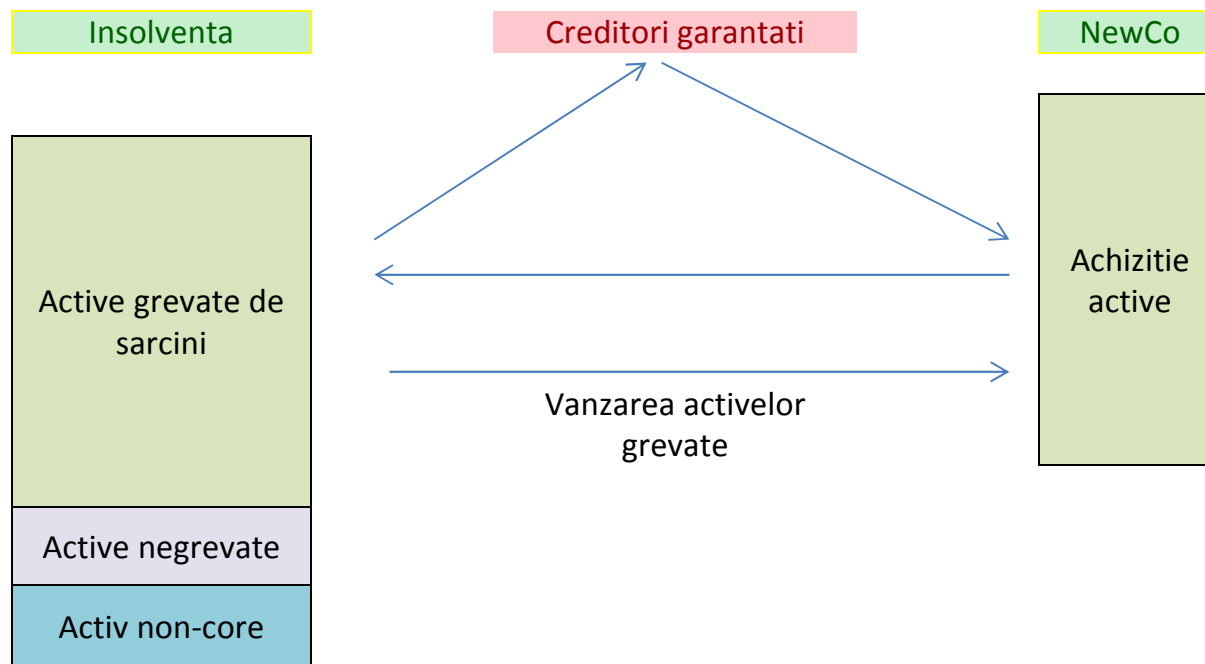 Insolventa
Creditori garantati
NewCo
Active grevate de
sarcini
Achizitie
active
Vanzarea activelor
grevate
Active negrevate
Activ non-core